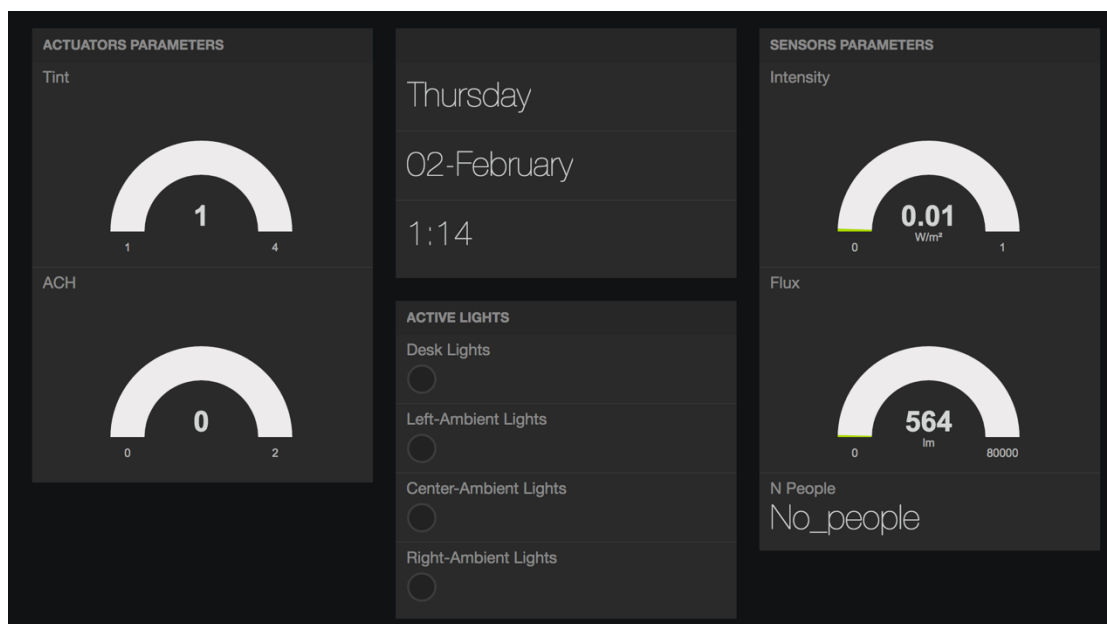 ACTUATORS PARAMETERS
Tint
1
1 4
ACH
0
0 2
Thursday
02-February
1:14
ACTIVE LIGHTS
Desk Lights
Left-Ambient Lights
Center-Ambient Lights
Right-Ambient Lights
SENSORS PARAMETERS
Intensity
0.01
W/m²
0 1
Flux
564
lm
0 80000
N People
No_people